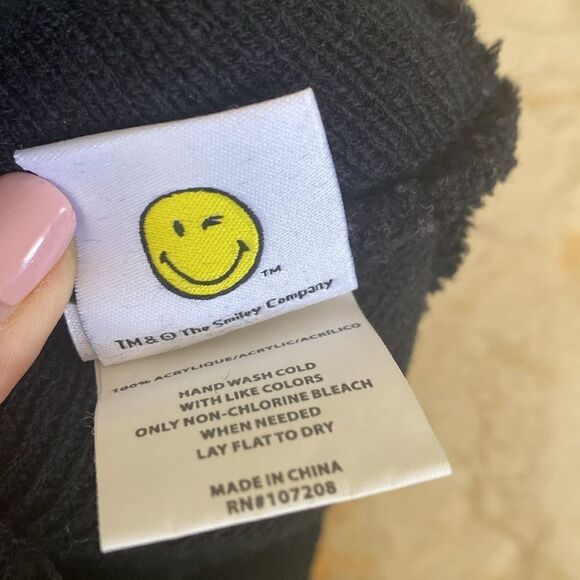 TM
TM & © The Smiley Company
100% ACRYLIQUE/ACRYLIC/ACRÍLICO
HAND WASH COLD
WITH LIKE COLORS
ONLY NON-CHLORINE BLEACH
WHEN NEEDED
LAY FLAT TO DRY
MADE IN CHINA
RN#107208